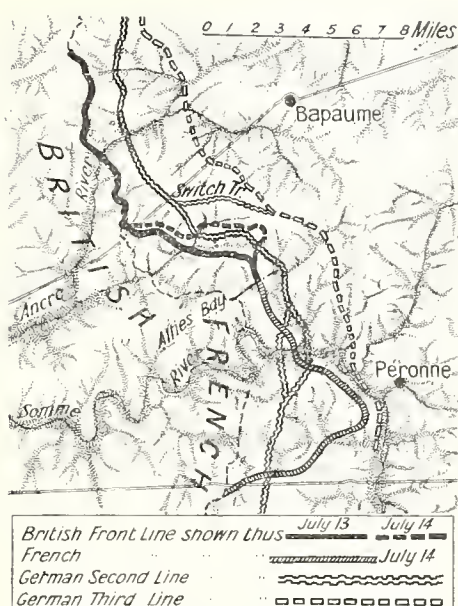 0 1 2 3 4 5 6 7 8 Miles
Bapaume
River
BRITISH
Switch Tr.
Ancre
Allies Bay
FRENCH
River
Péronne
Somme
July 13 July 14
British Front Line shown thus
French " " " July 14
German Second Line " "
German Third Line " "